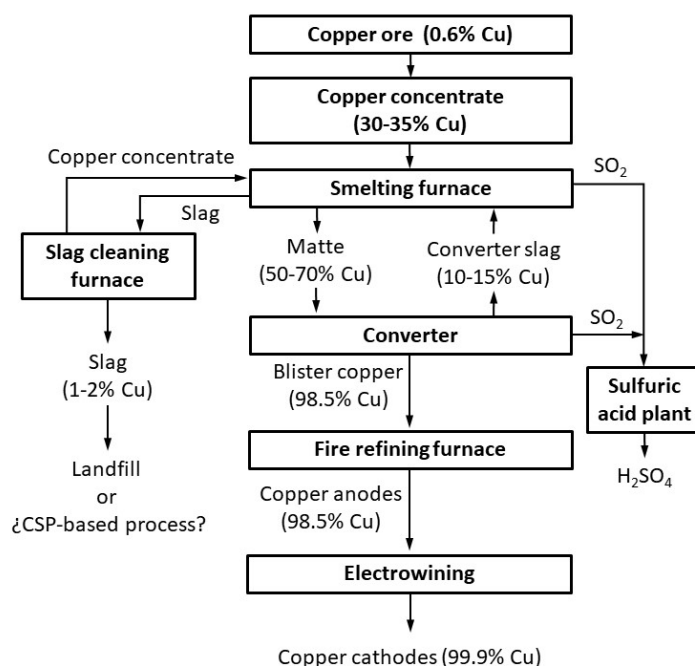 Copper ore (0.6% Cu)
Copper concentrate
(30-35% Cu)
Copper concentrate
SO2
Smelting furnace
Slag
Slag cleaning
furnace
Matte
(50-70% Cu)
Converter slag
(10-15% Cu)
SO2
Converter
Slag
(1-2% Cu)
Blister copper
(98.5% Cu)
Sulfuric
acid plant
Fire refining furnace
H2SO4
Landfill
or
¿CSP-based process?
Copper anodes
(98.5% Cu)
Electrowining
Copper cathodes (99.9% Cu)